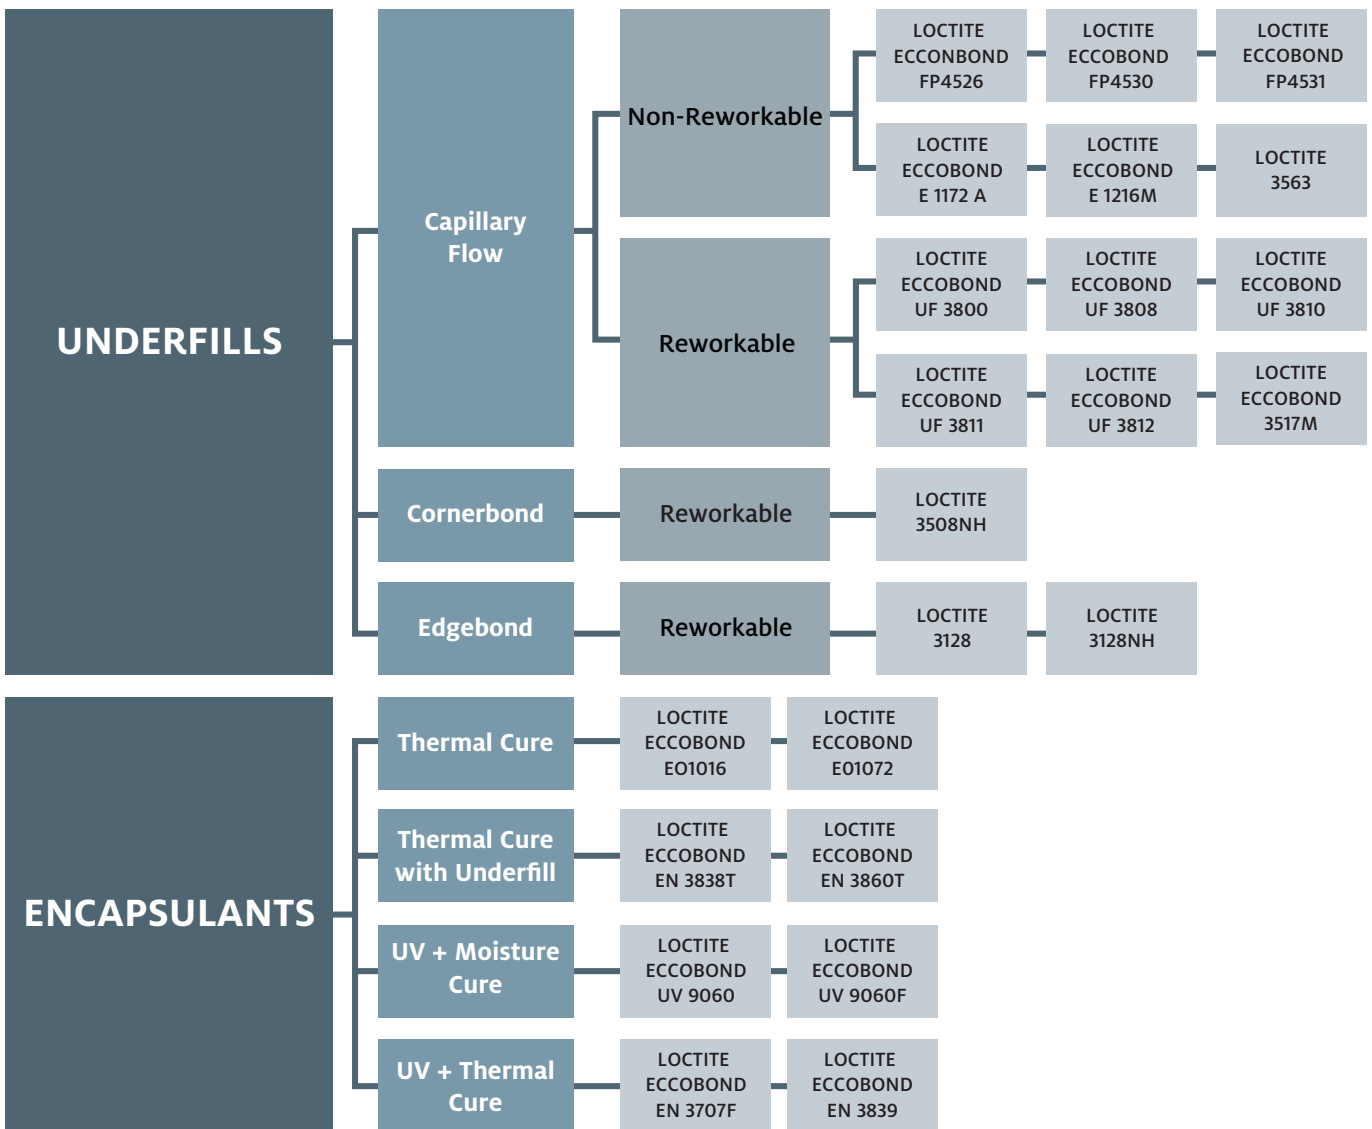 UNDERFILLS
Capillary
Flow
Non-Reworkable
LOCTITE
ECCONBOND
FP4526
LOCTITE
ECCOBOND
FP4530
LOCTITE
ECCOBOND
FP4531
LOCTITE
ECCOBOND
E 1172 A
LOCTITE
ECCOBOND
E 1216M
LOCTITE
3563
Reworkable
LOCTITE
ECCOBOND
UF 3800
LOCTITE
ECCOBOND
UF 3808
LOCTITE
ECCOBOND
UF 3810
LOCTITE
ECCOBOND
UF 3811
LOCTITE
ECCOBOND
UF 3812
LOCTITE
ECCOBOND
3517M
Cornerbond
Reworkable
LOCTITE
3508NH
Edgebond
Reworkable
LOCTITE
3128
LOCTITE
3128NH
ENCAPSULANTS
Thermal Cure
LOCTITE
ECCOBOND
EO1016
LOCTITE
ECCOBOND
E01072
Thermal Cure
with Underfill
LOCTITE
ECCOBOND
EN 3838T
LOCTITE
ECCOBOND
EN 3860T
UV + Moisture
Cure
LOCTITE
ECCOBOND
UV 9060
LOCTITE
ECCOBOND
UV 9060F
UV + Thermal
Cure
LOCTITE
ECCOBOND
EN 3707F
LOCTITE
ECCOBOND
EN 3839